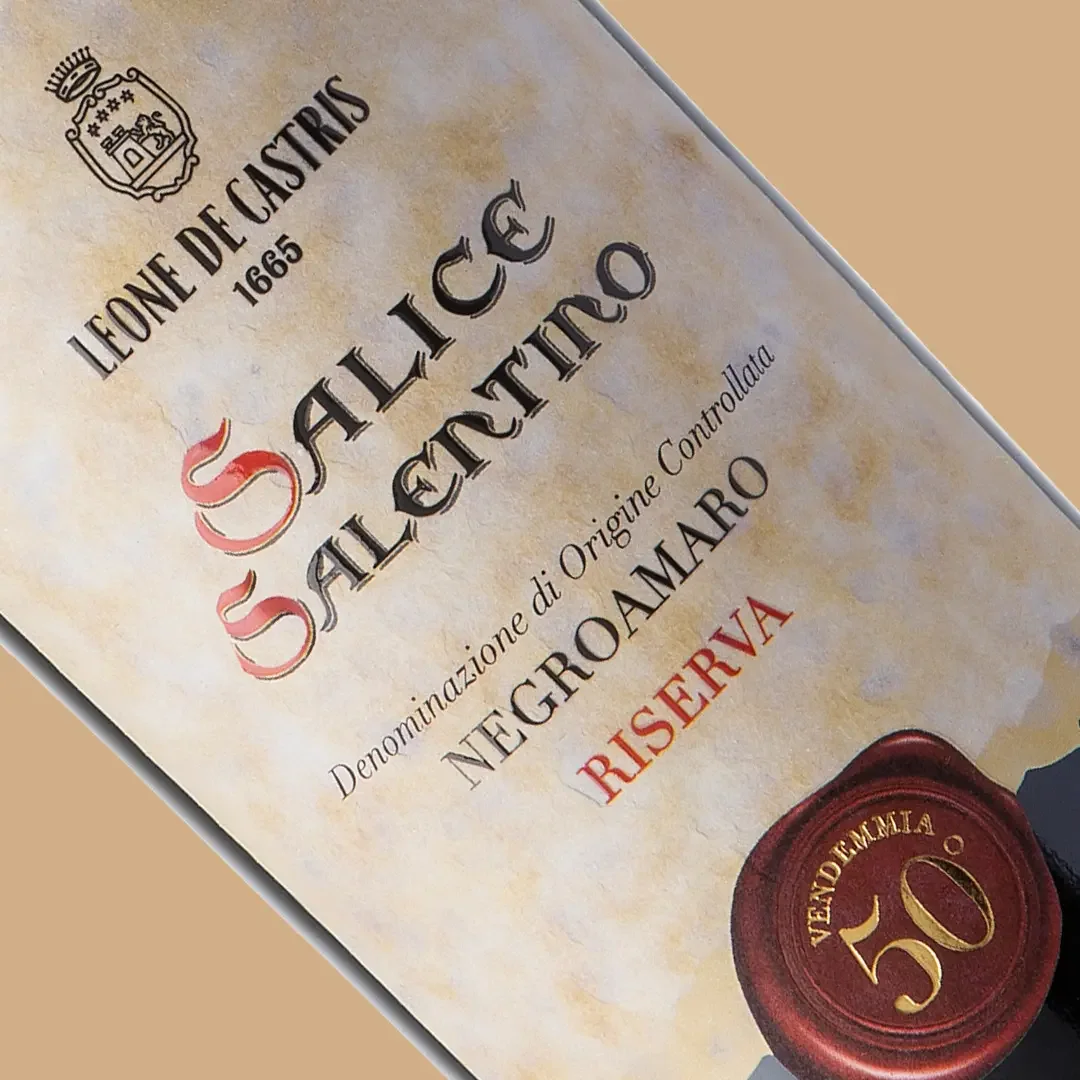 LEONE DE CASTRIS
1665
SALICE
SALENTINO
Denominazione di Origine Controllata
NEGROAMARO
RISERVA
VENDEMMIA
50°